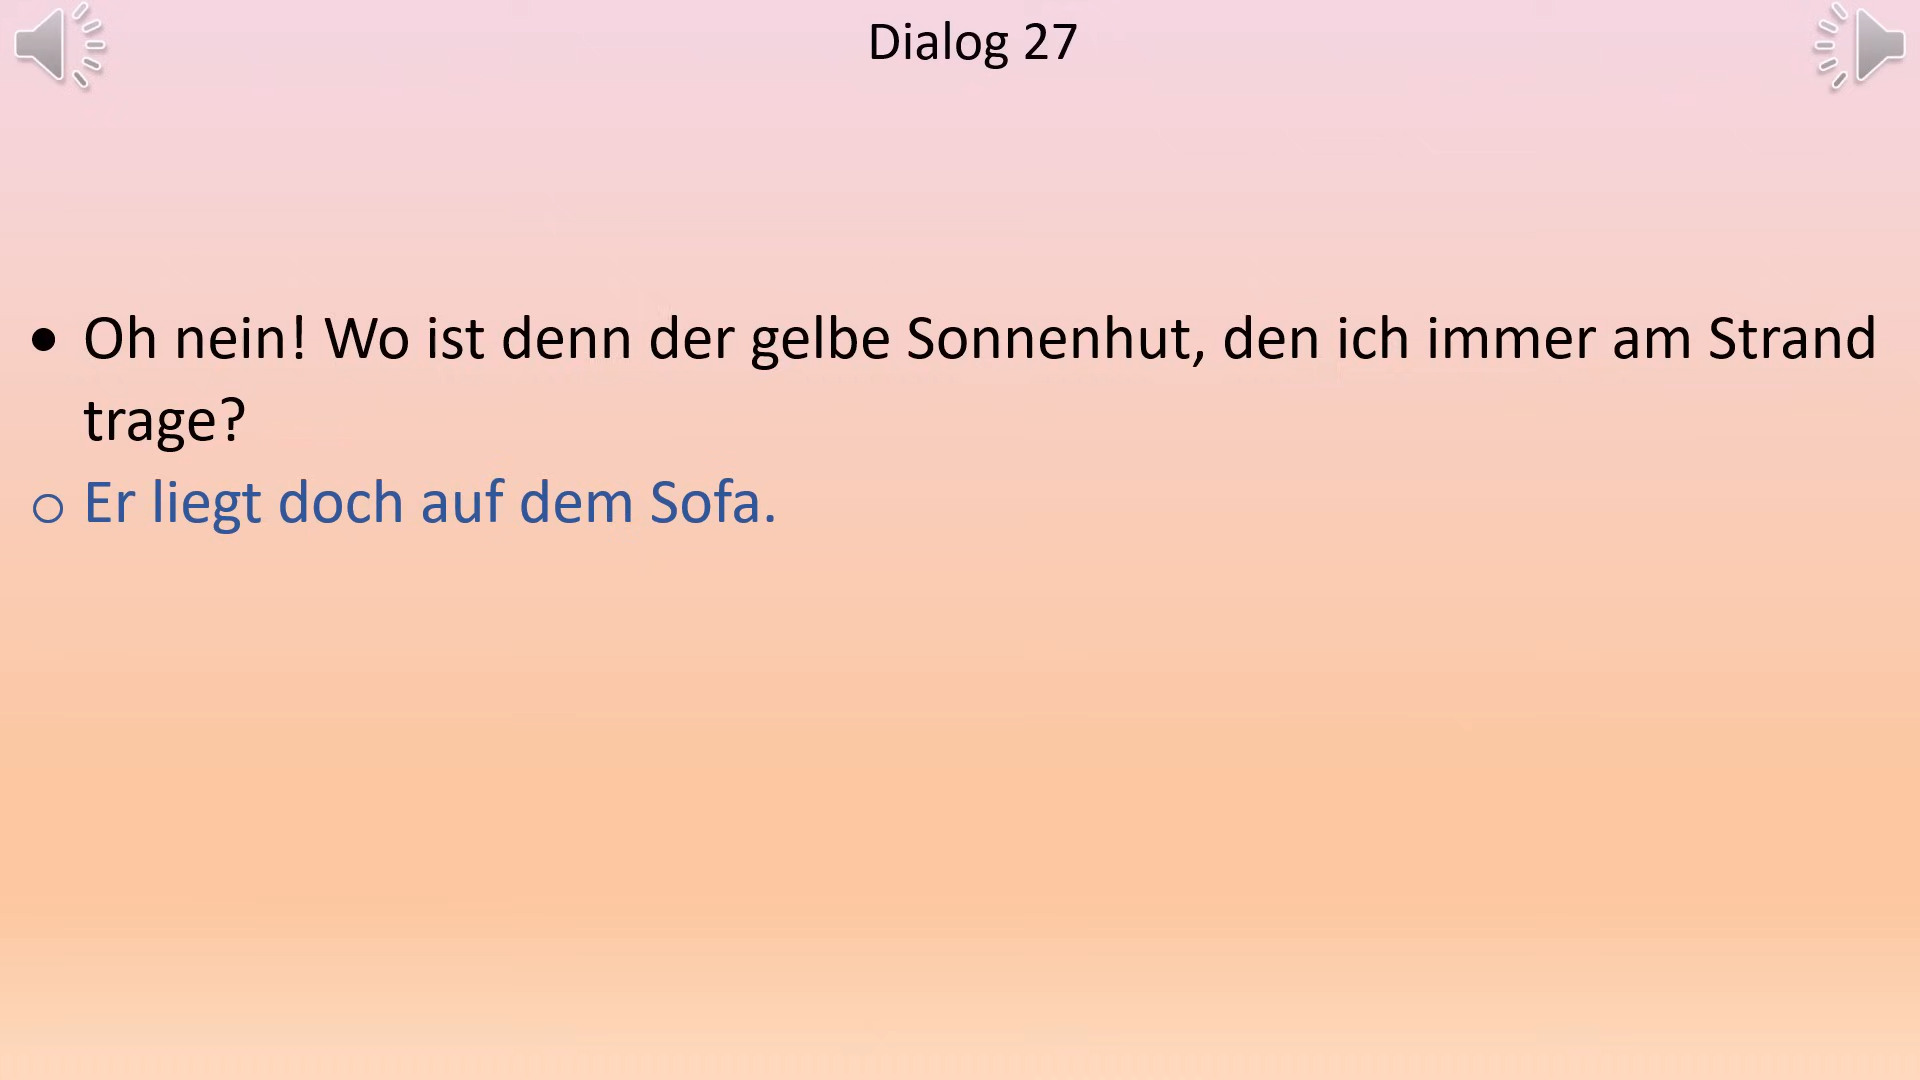 Dialog 27
• Oh nein! Wo ist denn der gelbe Sonnenhut, den ich immer am Strand
trage?
o Er liegt doch auf dem Sofa.